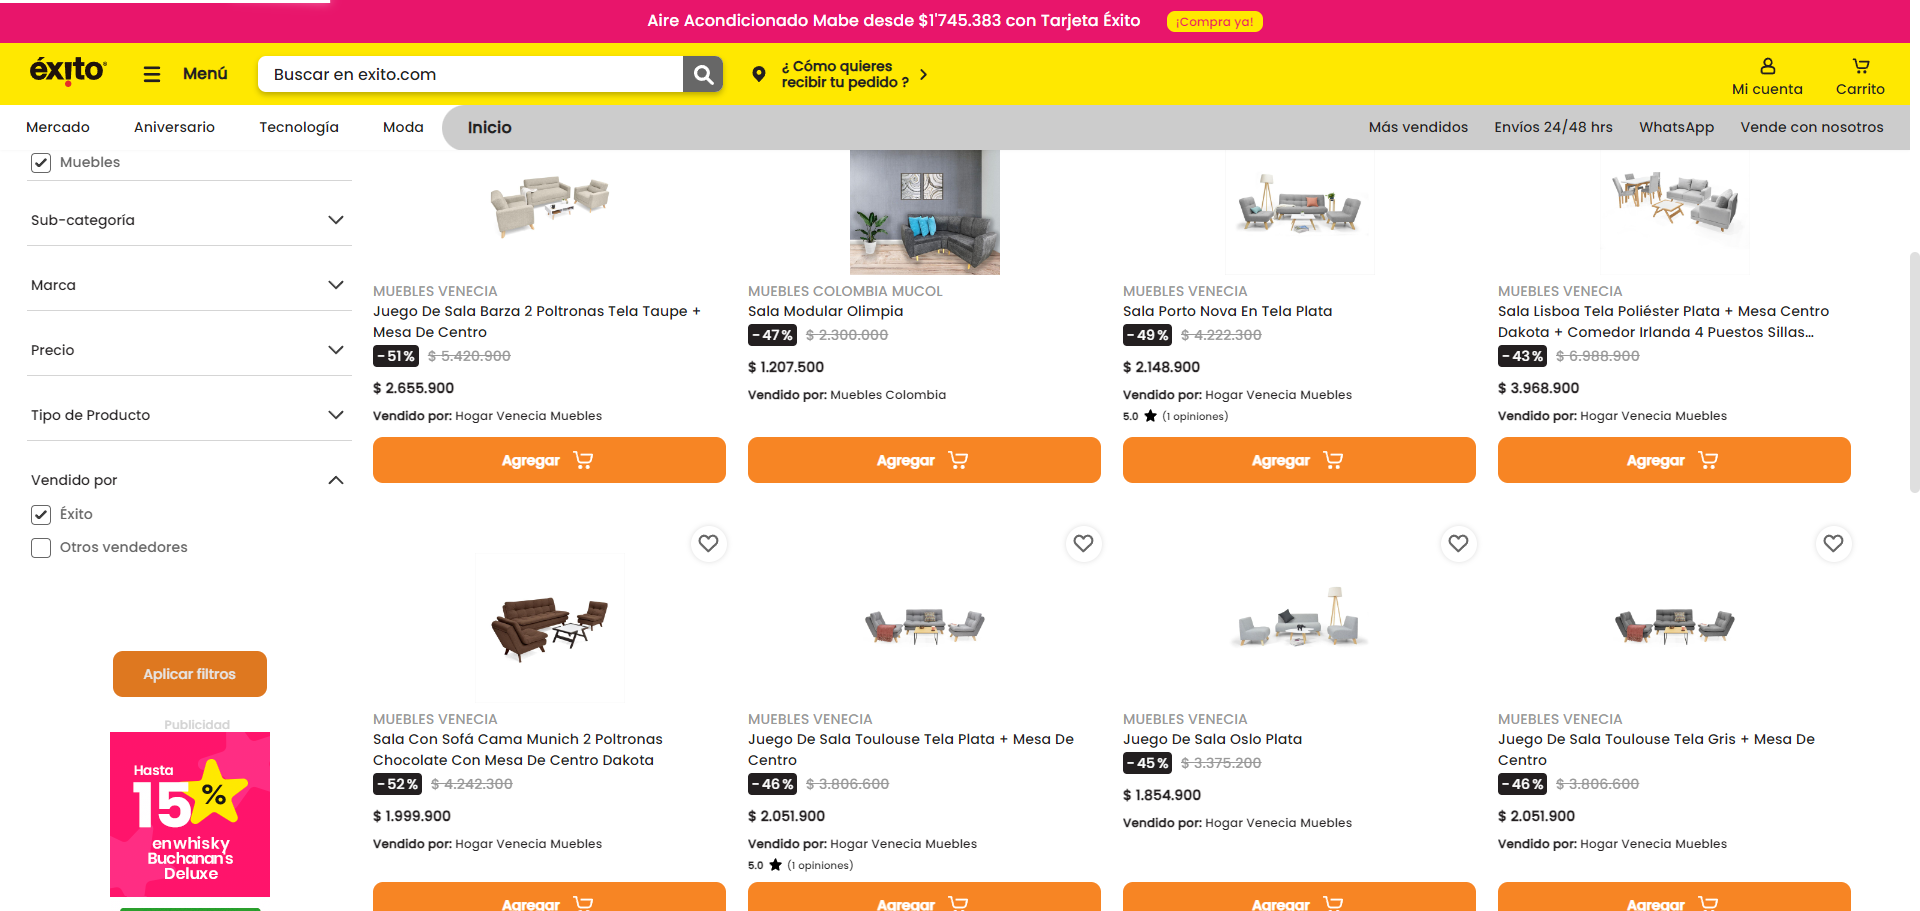 Aire Acondicionado Mabe desde $1'745.383 con Tarjeta Éxito ¡Compra ya!
éxito
Menú
Buscar en exito.com
¿ Cómo quieres
recibir tu pedido ?
Mi cuenta
Carrito
Mercado Aniversario Tecnología Moda Inicio Más vendidos Envíos 24/48 hrs WhatsApp Vende con nosotros
Muebles
Sub-categoría
Marca
Precio
Tipo de Producto
Vendido por
Éxito
Otros vendedores
Aplicar filtros
Publicidad
Hasta
15%
en whisky
Buchanan's
Deluxe
MUEBLES VENECIA
Juego De Sala Barza 2 Poltronas Tela Taupe +
Mesa De Centro
-51% $ 5.420.900
$ 2.655.900
Vendido por: Hogar Venecia Muebles
Agregar
MUEBLES COLOMBIA MUCOL
Sala Modular Olimpia
-47% $ 2.300.000
$ 1.207.500
Vendido por: Muebles Colombia
Agregar
MUEBLES VENECIA
Sala Porto Nova En Tela Plata
-49% $ 4.222.300
$ 2.148.900
Vendido por: Hogar Venecia Muebles
5.0 (1 opiniones)
Agregar
MUEBLES VENECIA
Sala Lisboa Tela Poliéster Plata + Mesa Centro
Dakota + Comedor Irlanda 4 Puestos Sillas...
-43% $ 6.988.900
$ 3.968.900
Vendido por: Hogar Venecia Muebles
Agregar
MUEBLES VENECIA
Sala Con Sofá Cama Munich 2 Poltronas
Chocolate Con Mesa De Centro Dakota
-52% $ 4.242.300
$ 1.999.900
Vendido por: Hogar Venecia Muebles
Agregar
MUEBLES VENECIA
Juego De Sala Toulouse Tela Plata + Mesa De
Centro
-46% $ 3.806.600
$ 2.051.900
Vendido por: Hogar Venecia Muebles
5.0 (1 opiniones)
Agregar
MUEBLES VENECIA
Juego De Sala Oslo Plata
-45% $ 3.375.200
$ 1.854.900
Vendido por: Hogar Venecia Muebles
Agregar
MUEBLES VENECIA
Juego De Sala Toulouse Tela Gris + Mesa De
Centro
-46% $ 3.806.600
$ 2.051.900
Vendido por: Hogar Venecia Muebles
Agregar